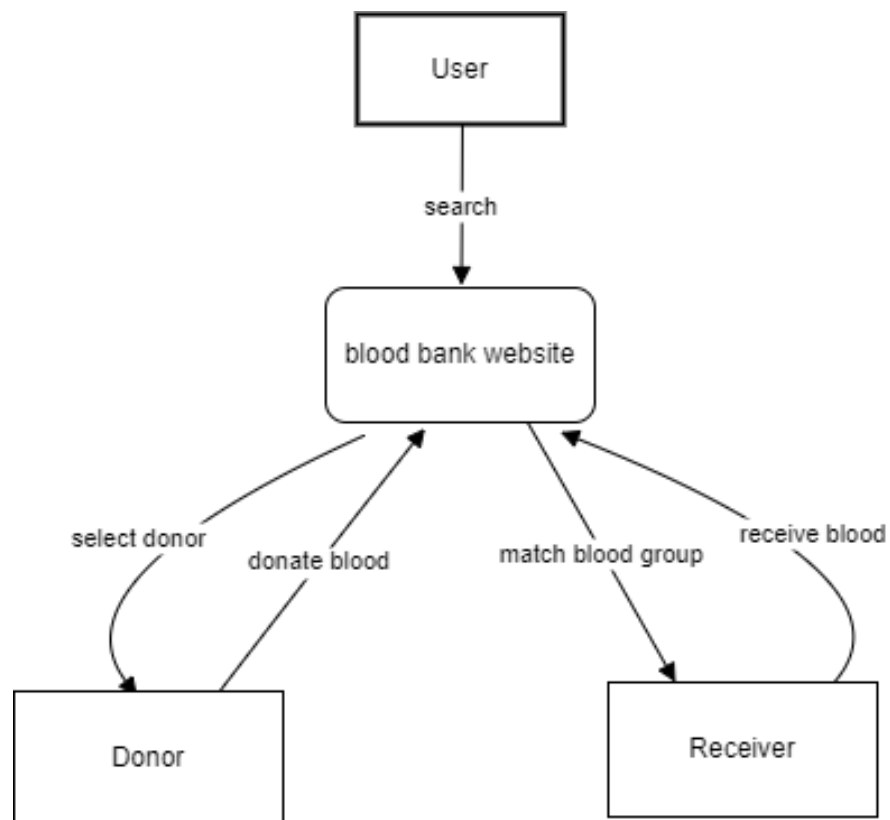 User
search
blood bank website
select donor
donate blood
match blood group
receive blood
Donor
Receiver